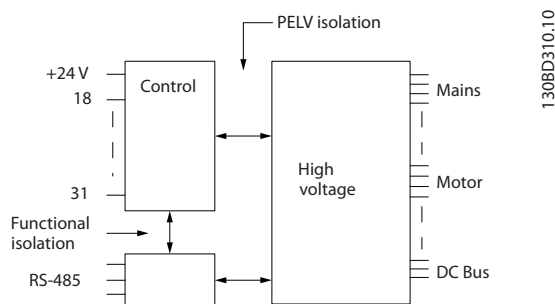 PELV isolation
130BD310.10
+24 V
18
31
Control
High
voltage
Mains
Motor
DC Bus
Functional
isolation
RS-485